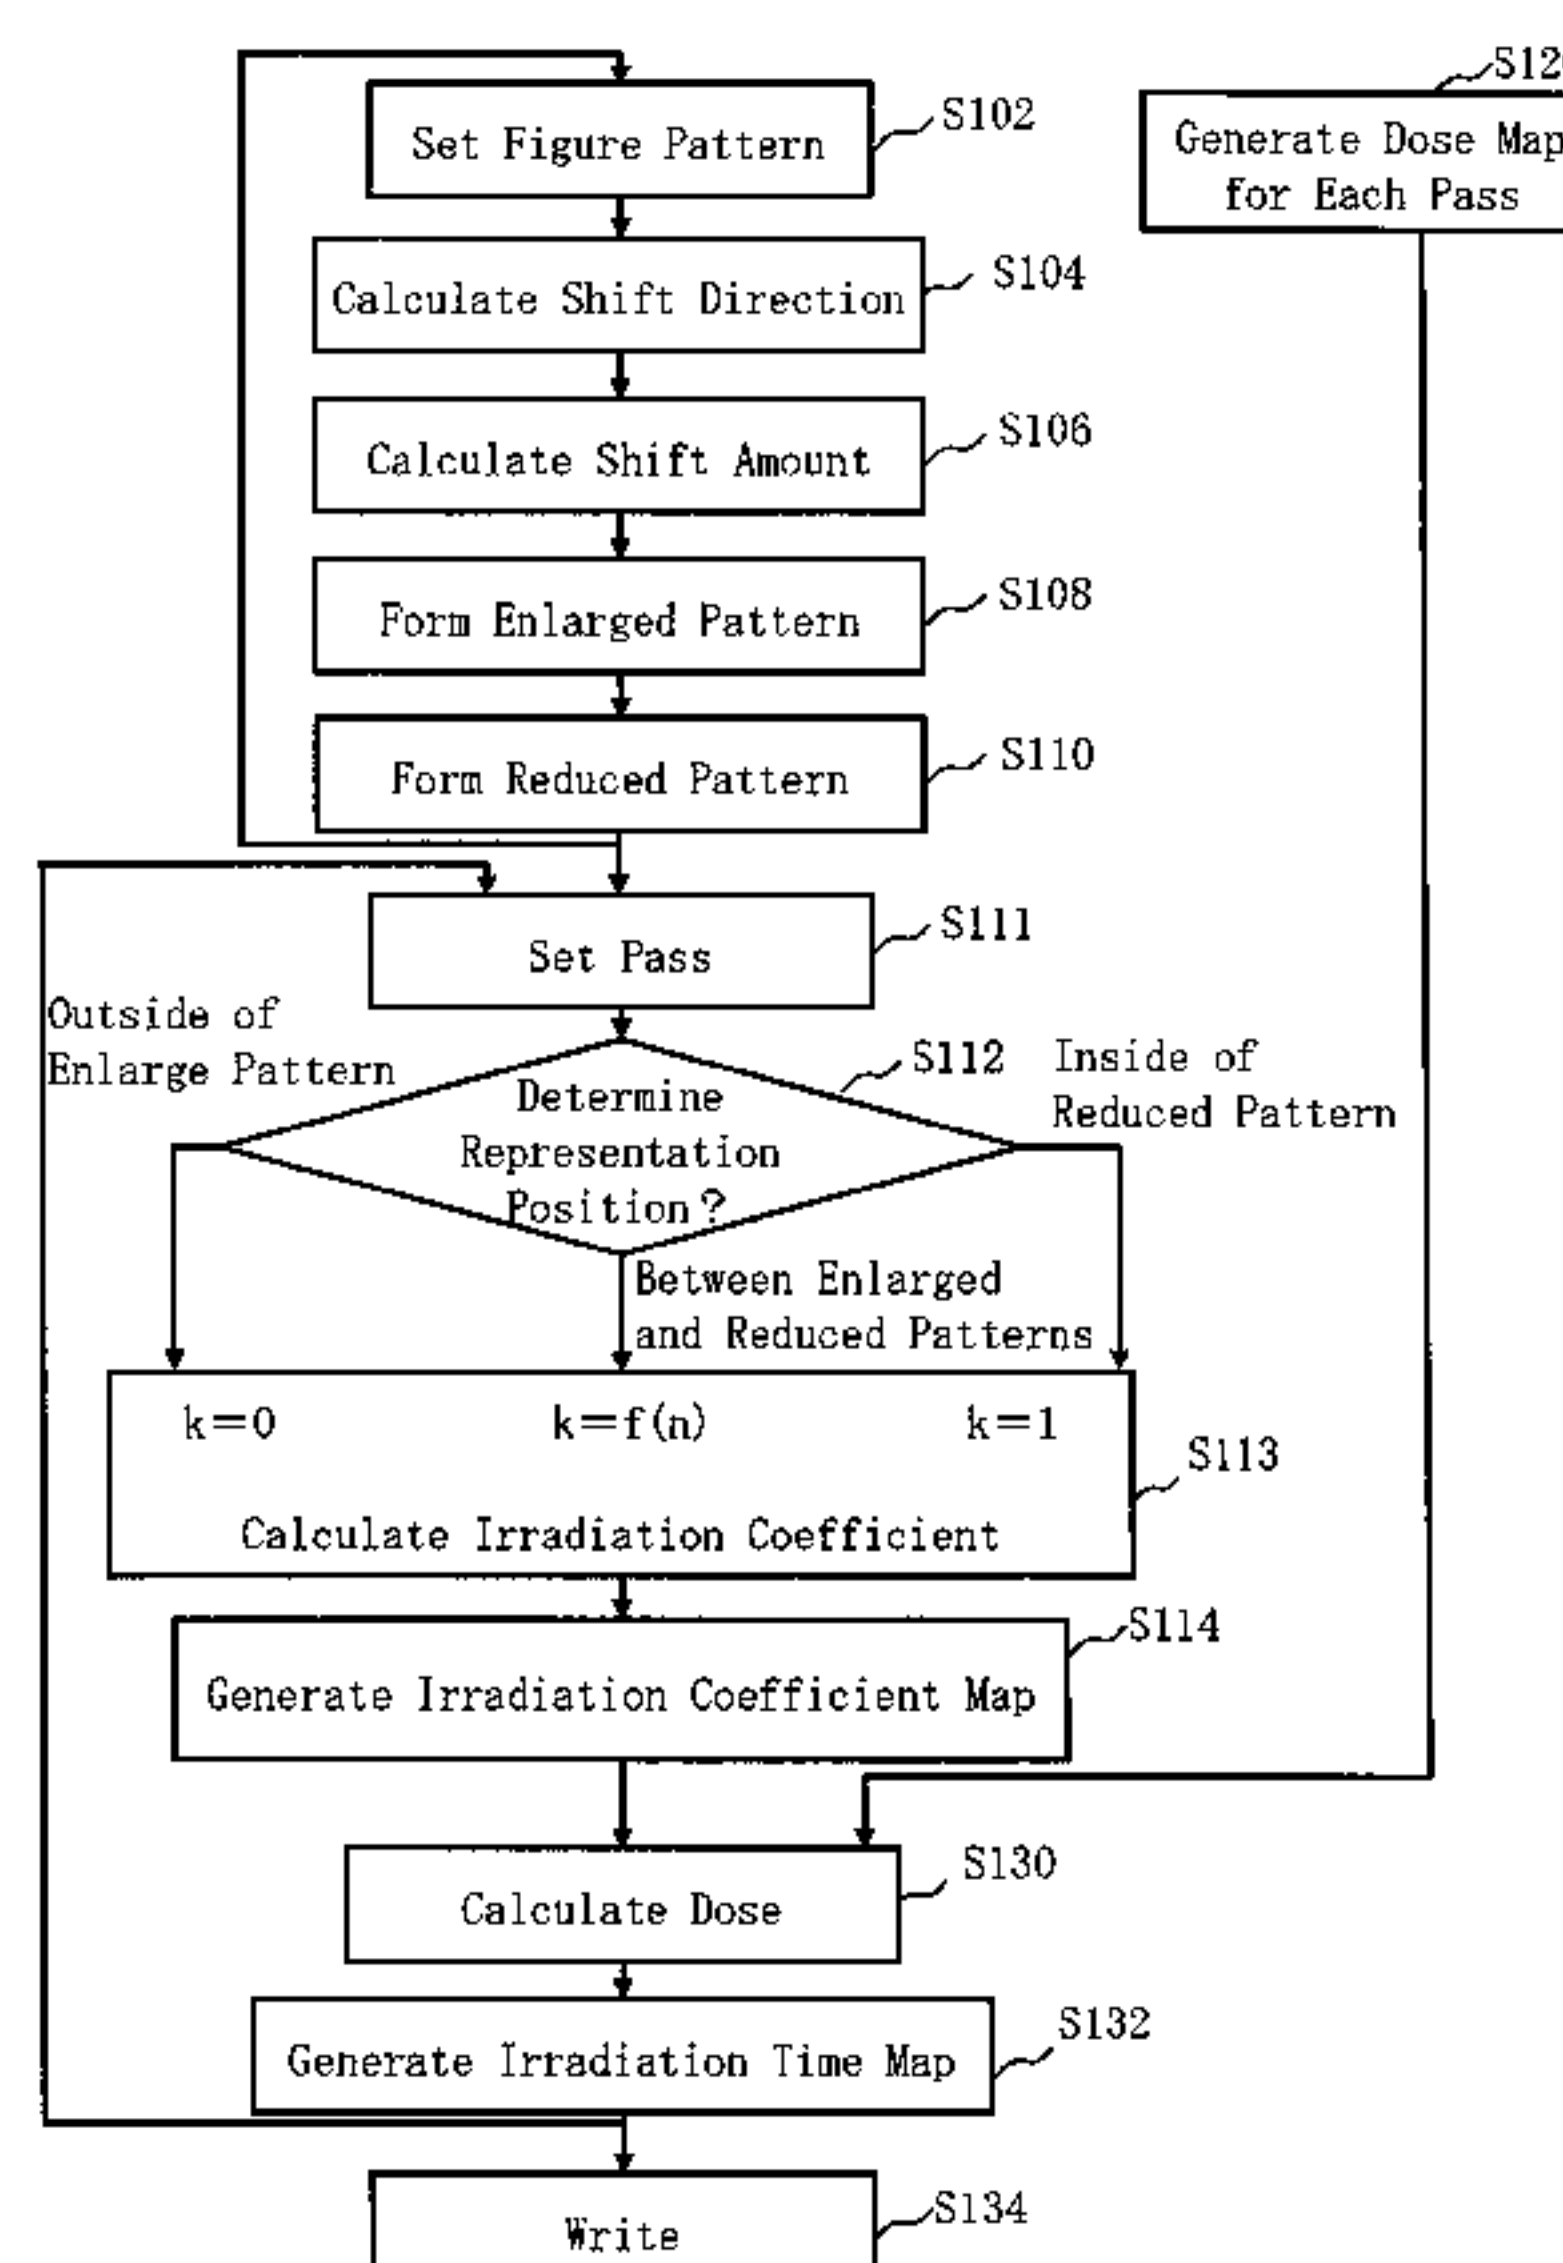 Set Figure Pattern
S102
Generate Dose Map
for Each Pass
Calculate Shift Direction
S104
Calculate Shift Amount
S106
Form Enlarged Pattern
S108
Form Reduced Pattern
S110
Set Pass
S111
Outside of
Enlarge Pattern
Determine
Representation
Position?
S112
Inside of
Reduced Pattern
Between Enlarged
and Reduced Patterns
k=0
k=f(n)
k=1
Calculate Irradiation Coefficient
S113
Generate Irradiation Coefficient Map
S114
Calculate Dose
S130
Generate Irradiation Time Map
S132
Write
S134